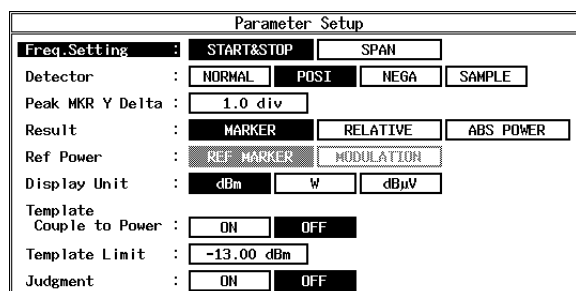 Parameter Setup
Freq.Setting : START&STOP SPAN
Detector : NORMAL POSI NEGA SAMPLE
Peak MKR Y Delta : 1.0 div
Result : MARKER RELATIVE ABS POWER
Ref Power : REF MARKER MODULATION
Display Unit : dBm W dBµV
Template
Couple to Power : ON OFF
Template Limit : -13.00 dBm
Judgment : ON OFF